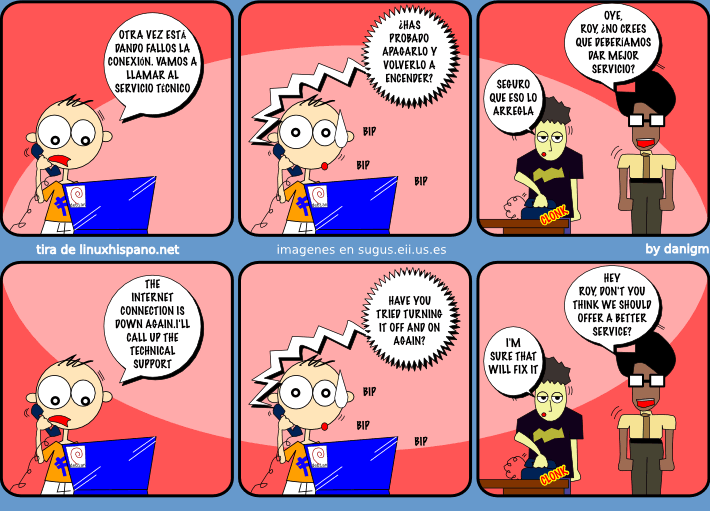 OTRA VEZ ESTÁ
DANDO FALLOS LA
CONEXIÓN. VAMOS A
LLAMAR AL
SERVICIO TÉCNICO
¿HAS
PROBADO
APAGARLO Y
VOLVERLO A
ENCENDER?
BIP
BIP
BIP
OYE,
ROY, ¿NO CREES
QUE DEBERÍAMOS
DAR MEJOR
SERVICIO?
SEGURO
QUE ESO LO
ARREGLA
CLONK
tira de linuxhispano.net
imagenes en sugus.eii.us.es
by danigm
THE
INTERNET
CONNECTION IS
DOWN AGAIN.I'LL
CALL UP THE
TECHNICAL
SUPPORT
HAVE YOU
TRIED TURNING
IT OFF AND ON
AGAIN?
BIP
BIP
BIP
HEY
ROY, DON'T YOU
THINK WE SHOULD
OFFER A BETTER
SERVICE?
I'M
SURE THAT
WILL FIX IT
CLONK